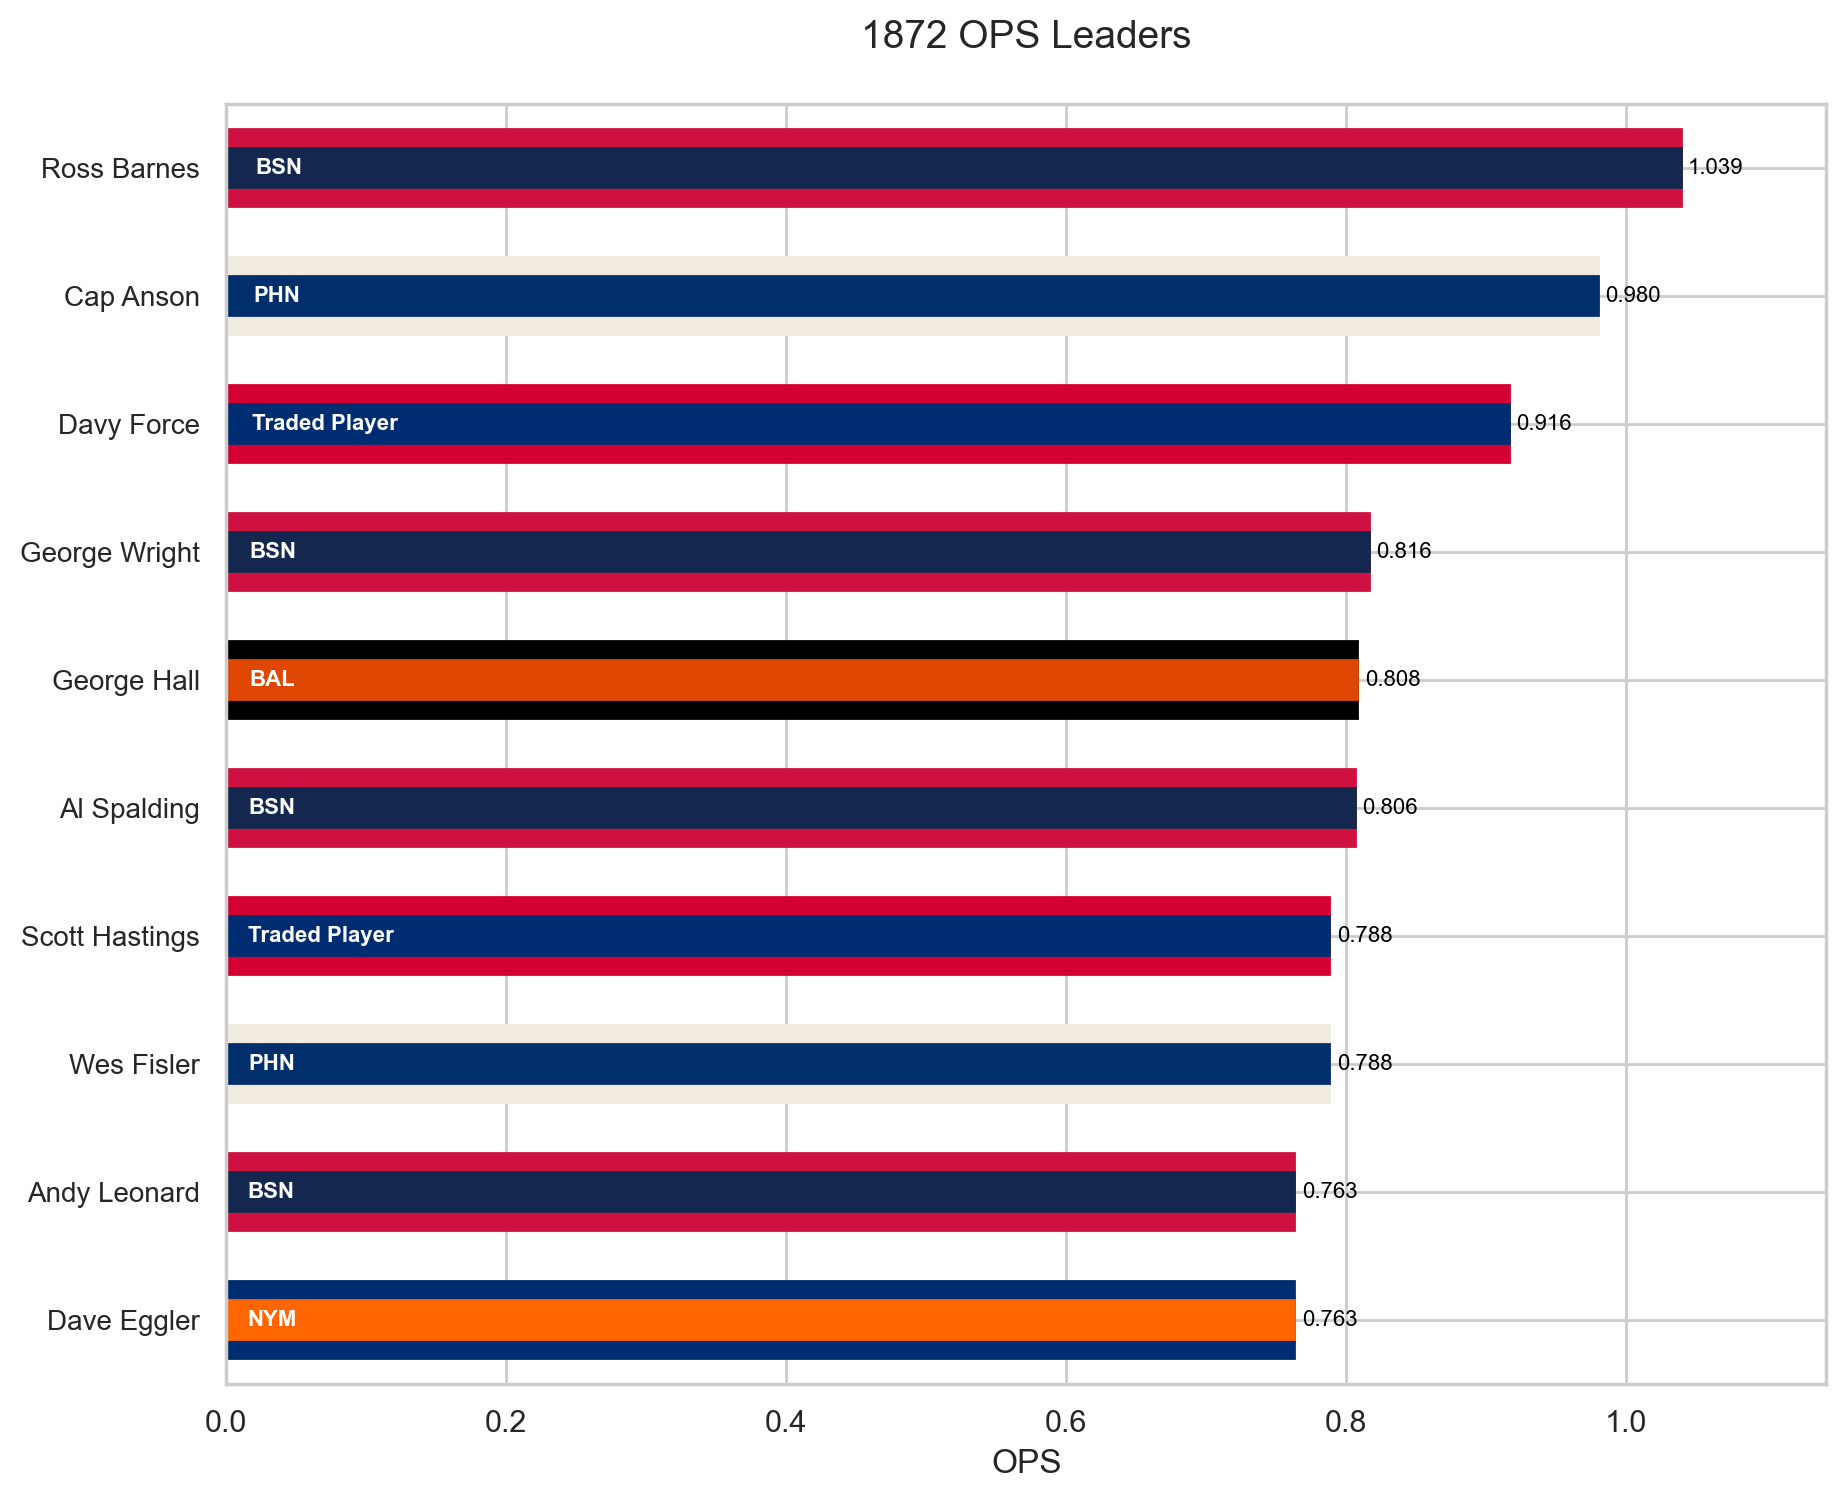 1872 OPS Leaders
Ross Barnes
BSN
1.039
Cap Anson
PHN
0.980
Davy Force
Traded Player
0.916
George Wright
BSN
0.816
George Hall
BAL
0.808
Al Spalding
BSN
0.806
Scott Hastings
Traded Player
0.788
Wes Fisler
PHN
0.788
Andy Leonard
BSN
0.763
Dave Eggler
NYM
0.763
0.0 0.2 0.4 0.6 0.8 1.0
OPS